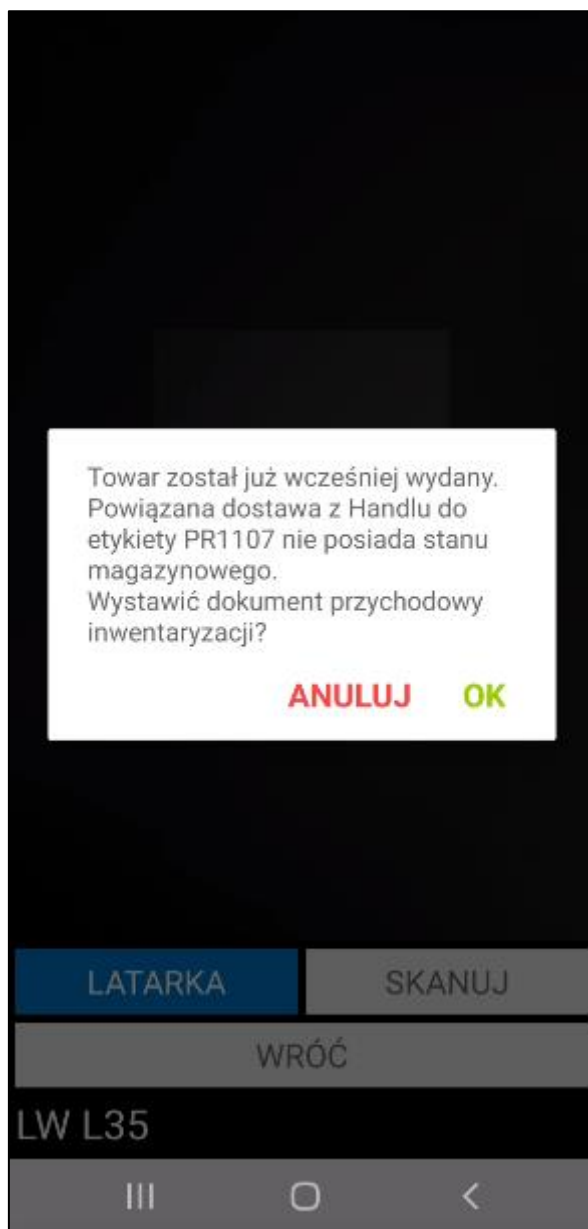 Towar został już wcześniej wydany.
Powiązana dostawa z Handlu do
etykiety PR1107 nie posiada stanu
magazynowego.
Wystawić dokument przychodowy
inwentaryzacji?
ANULUJ OK
LATARKA SKANUJ
WRÓĆ
LW L35